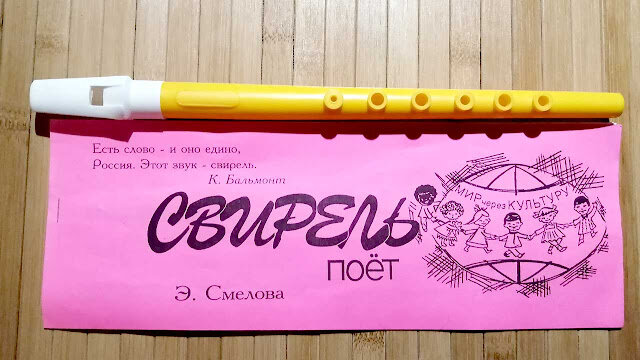 Есть слово - и оно едино,
Россия. Этот звук - свирель.
К. Бальмонт
СВИРЕЛЬ
поёт
МИР через КУЛЬТУРУ
Э. Смелова